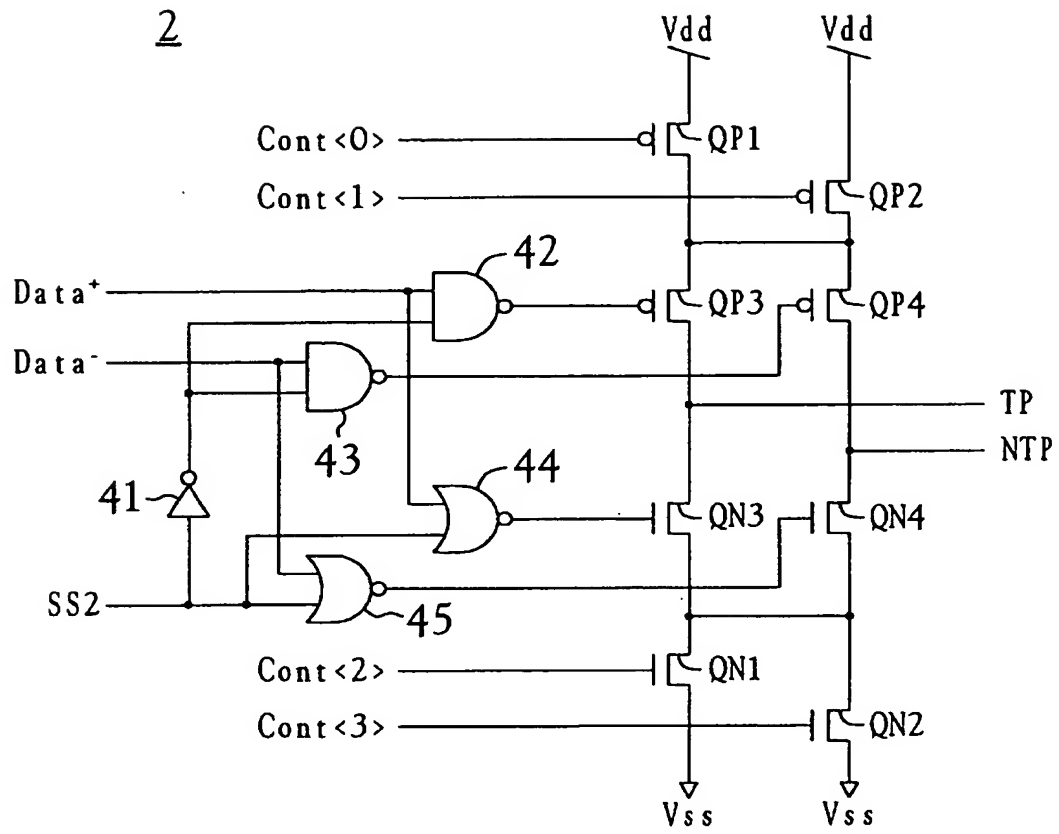 2
Vdd Vdd
Cont<0> QP1
Cont<1> QP2
42
Data+ QP3 QP4
Data-
43
TP
NTP
41 44
QN3 QN4
SS2 45
Cont<2> QN1
Cont<3> QN2
Vss Vss